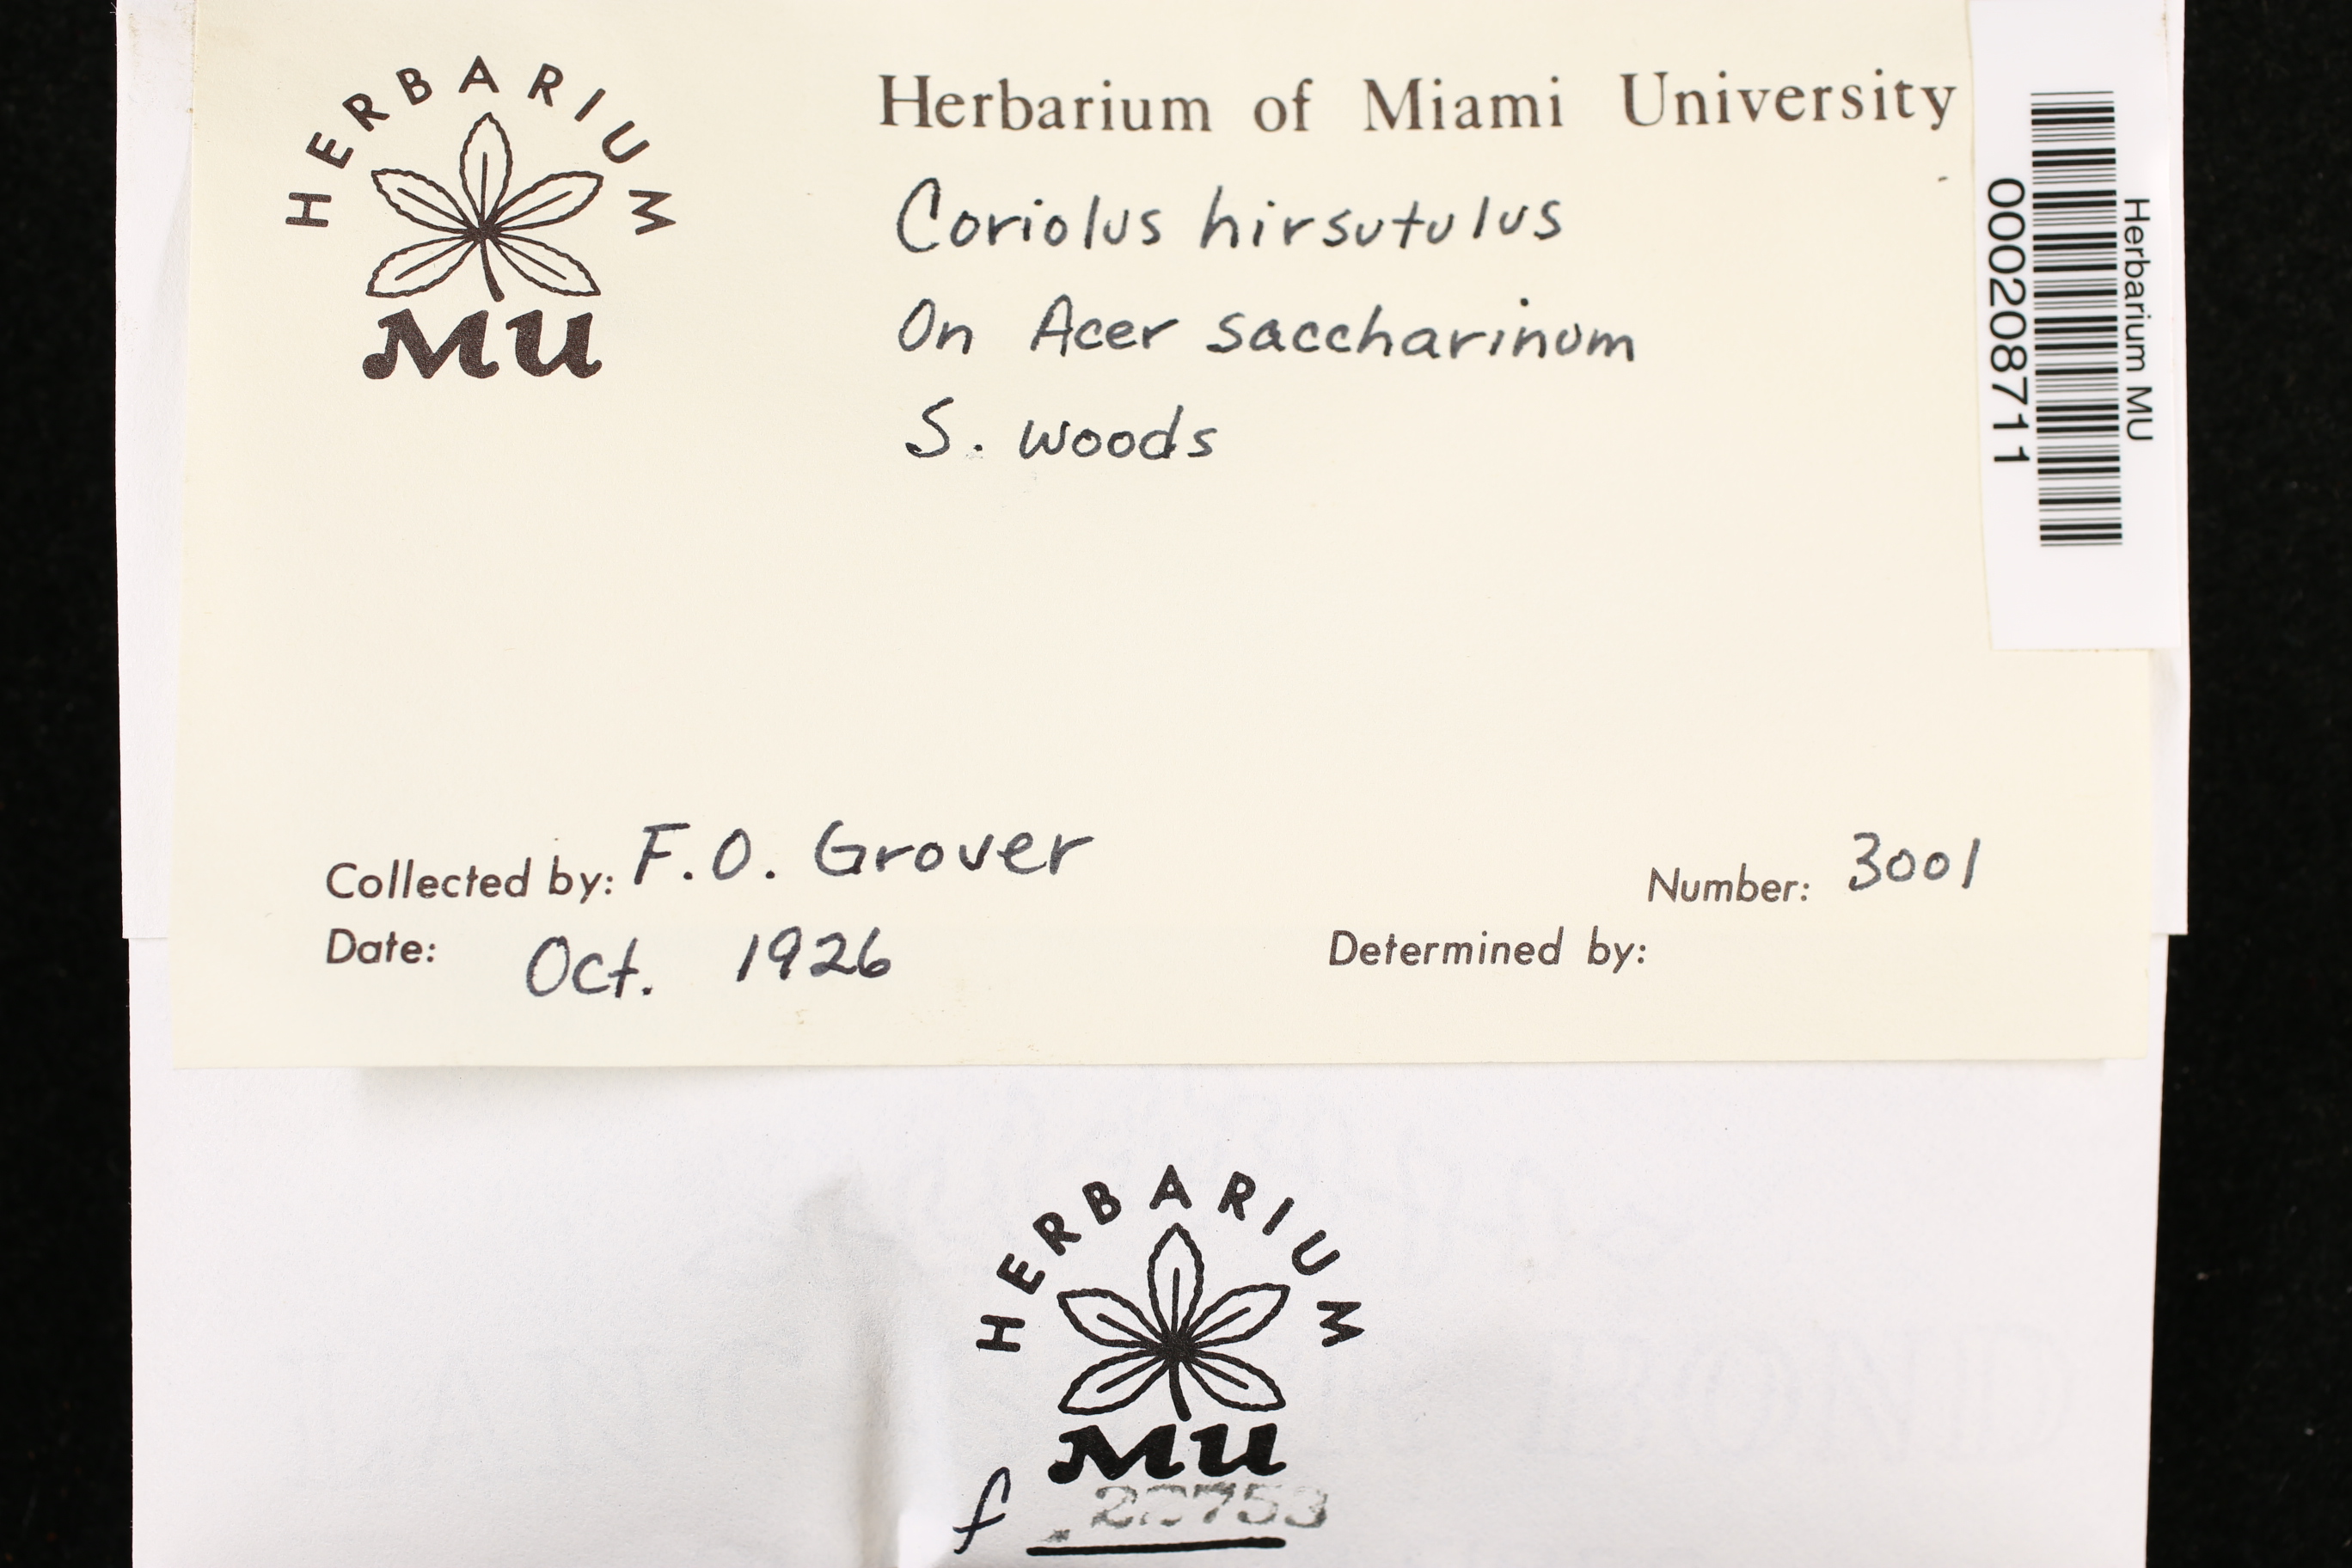 HERBARIUM
MU
Herbarium of Miami University
Coriolus hirsutulus
On Acer saccharinum
S. woods
Herbarium MU
000208711
Collected by: F.O. Grover
Number: 3001
Date: Oct. 1926
Determined by:
HERBARIUM
MU
f